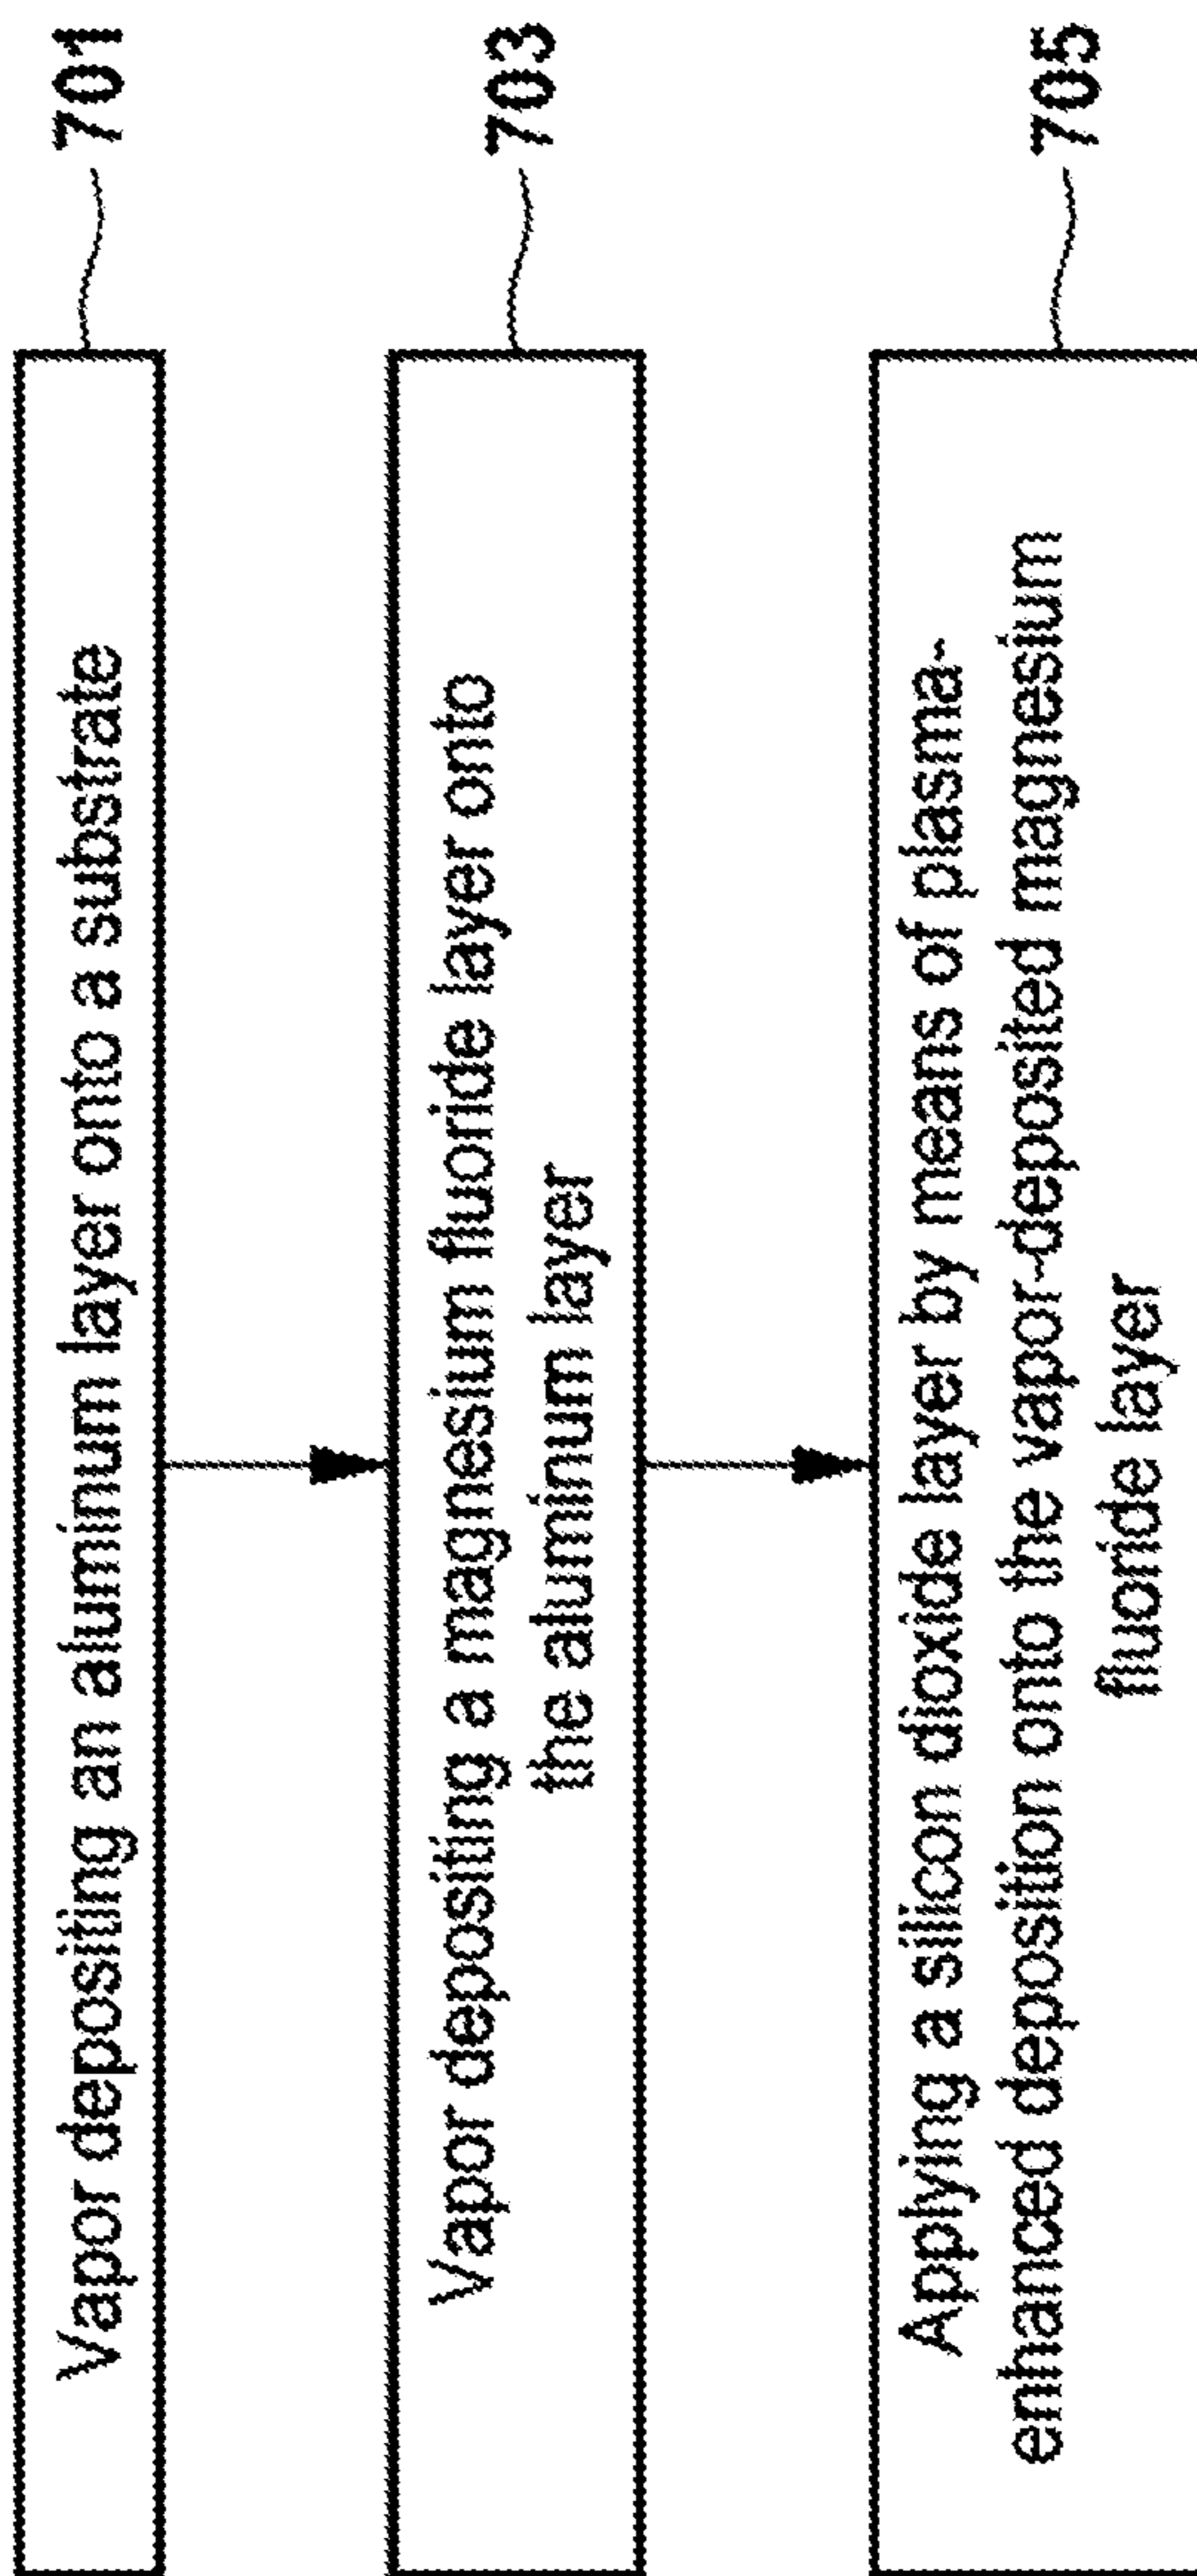 Vapor depositing an aluminum layer onto a substrate
701
Vapor depositing a magnesium fluoride layer onto
the aluminum layer
703
Applying a silicon dioxide layer by means of plasma-
enhanced deposition onto the vapor-deposited magnesium
fluoride layer
705